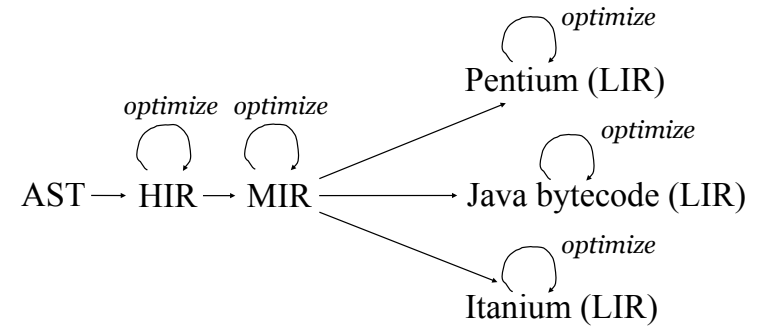 optimize
Pentium (LIR)
optimize optimize
optimize
AST HIR MIR Java bytecode (LIR)
optimize
Itanium (LIR)